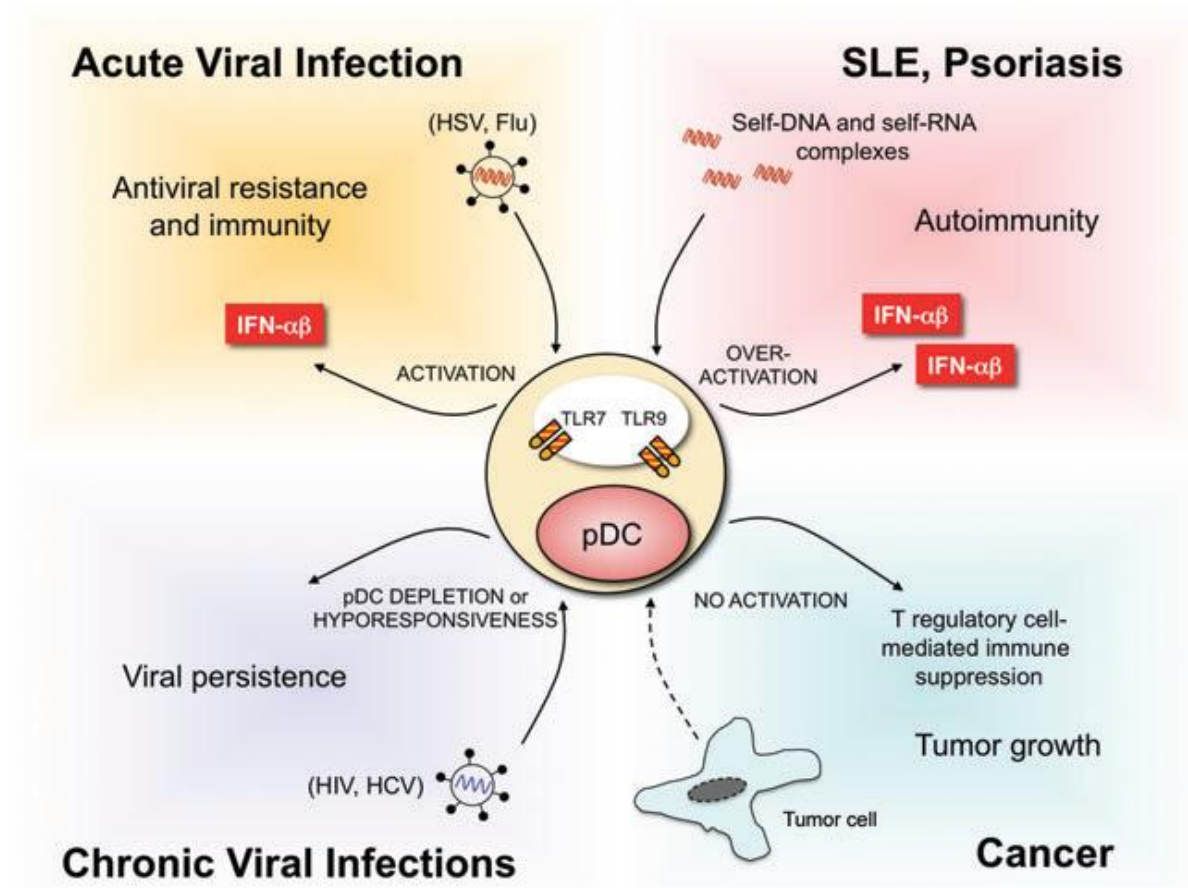 Acute Viral Infection
(HSV, Flu)
Antiviral resistance
and immunity
IFN-αβ
ACTIVATION
SLE, Psoriasis
Self-DNA and self-RNA
complexes
Autoimmunity
IFN-αβ
IFN-αβ
OVER-
ACTIVATION
TLR7 TLR9
pDC
pDC DEPLETION or
HYPORESPONSIVENESS
Viral persistence
(HIV, HCV)
Chronic Viral Infections
NO ACTIVATION
T regulatory cell-
mediated immune
suppression
Tumor growth
Tumor cell
Cancer